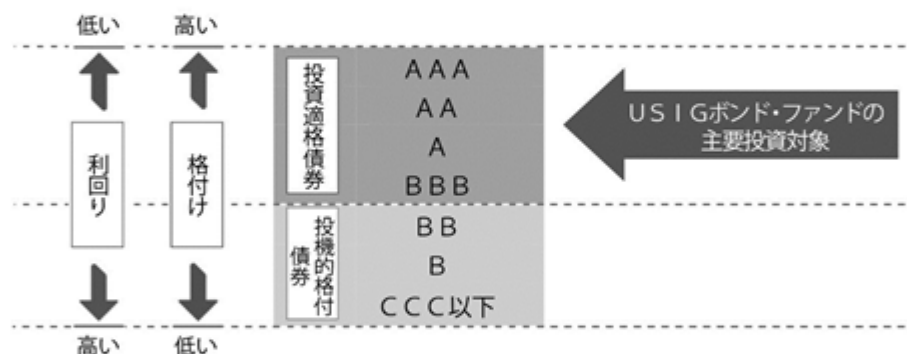 低い
高い
利回り
格付け
高い
低い
投資適格債券
AAA
AA
A
BBB
投機的格付
債券
BB
B
CCC以下
USIGボンド・ファンドの
主要投資対象